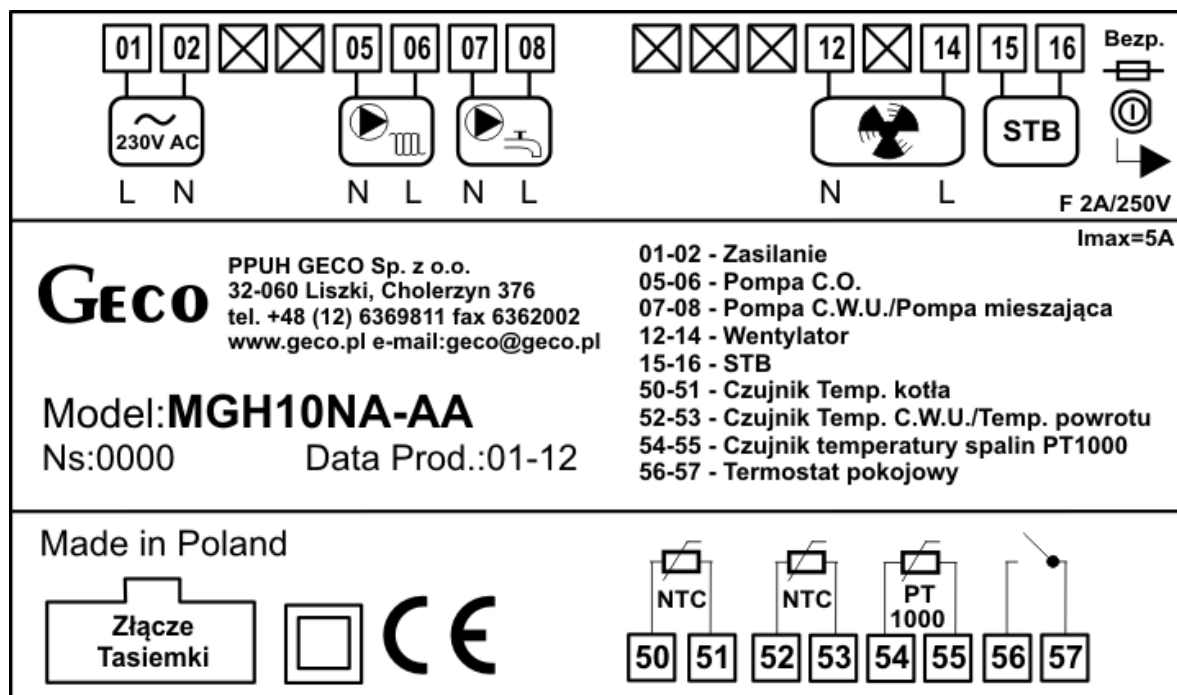 01 02 05 06 07 08 12 14 15 16 Bezp.
230V AC
STB
L N N L N L N L
F 2A/250V
Imax=5A
GECO
PPUH GECO Sp. z o.o.
32-060 Liszki, Cholerzyn 376
tel. +48 (12) 6369811 fax 6362002
www.geco.pl e-mail:geco@geco.pl
Model:MGH10NA-AA
Ns:0000 Data Prod.:01-12
01-02 - Zasilanie
05-06 - Pompa C.O.
07-08 - Pompa C.W.U./Pompa mieszająca
12-14 - Wentylator
15-16 - STB
50-51 - Czujnik Temp. kotła
52-53 - Czujnik Temp. C.W.U./Temp. powrotu
54-55 - Czujnik temperatury spalin PT1000
56-57 - Termostat pokojowy
Made in Poland
Złącze
Tasiemki
CE
NTC NTC PT
1000
50 51 52 53 54 55 56 57